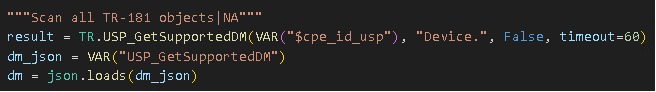 """Scan all TR-181 objects|NA"""
result = TR.USP_GetSupportedDM(VAR("$cpe_id_usp"), "Device.", False, timeout=60)
dm_json = VAR("USP_GetSupportedDM")
dm = json.loads(dm_json)